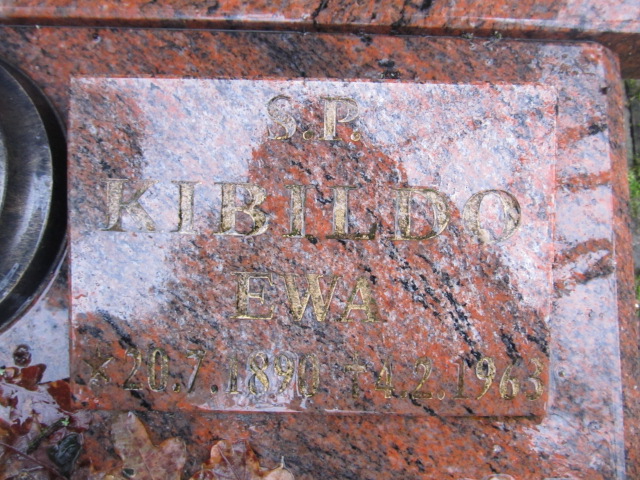 S.P.
KIBILDO
EWA
× 20.7.1890 † 4.2.1963